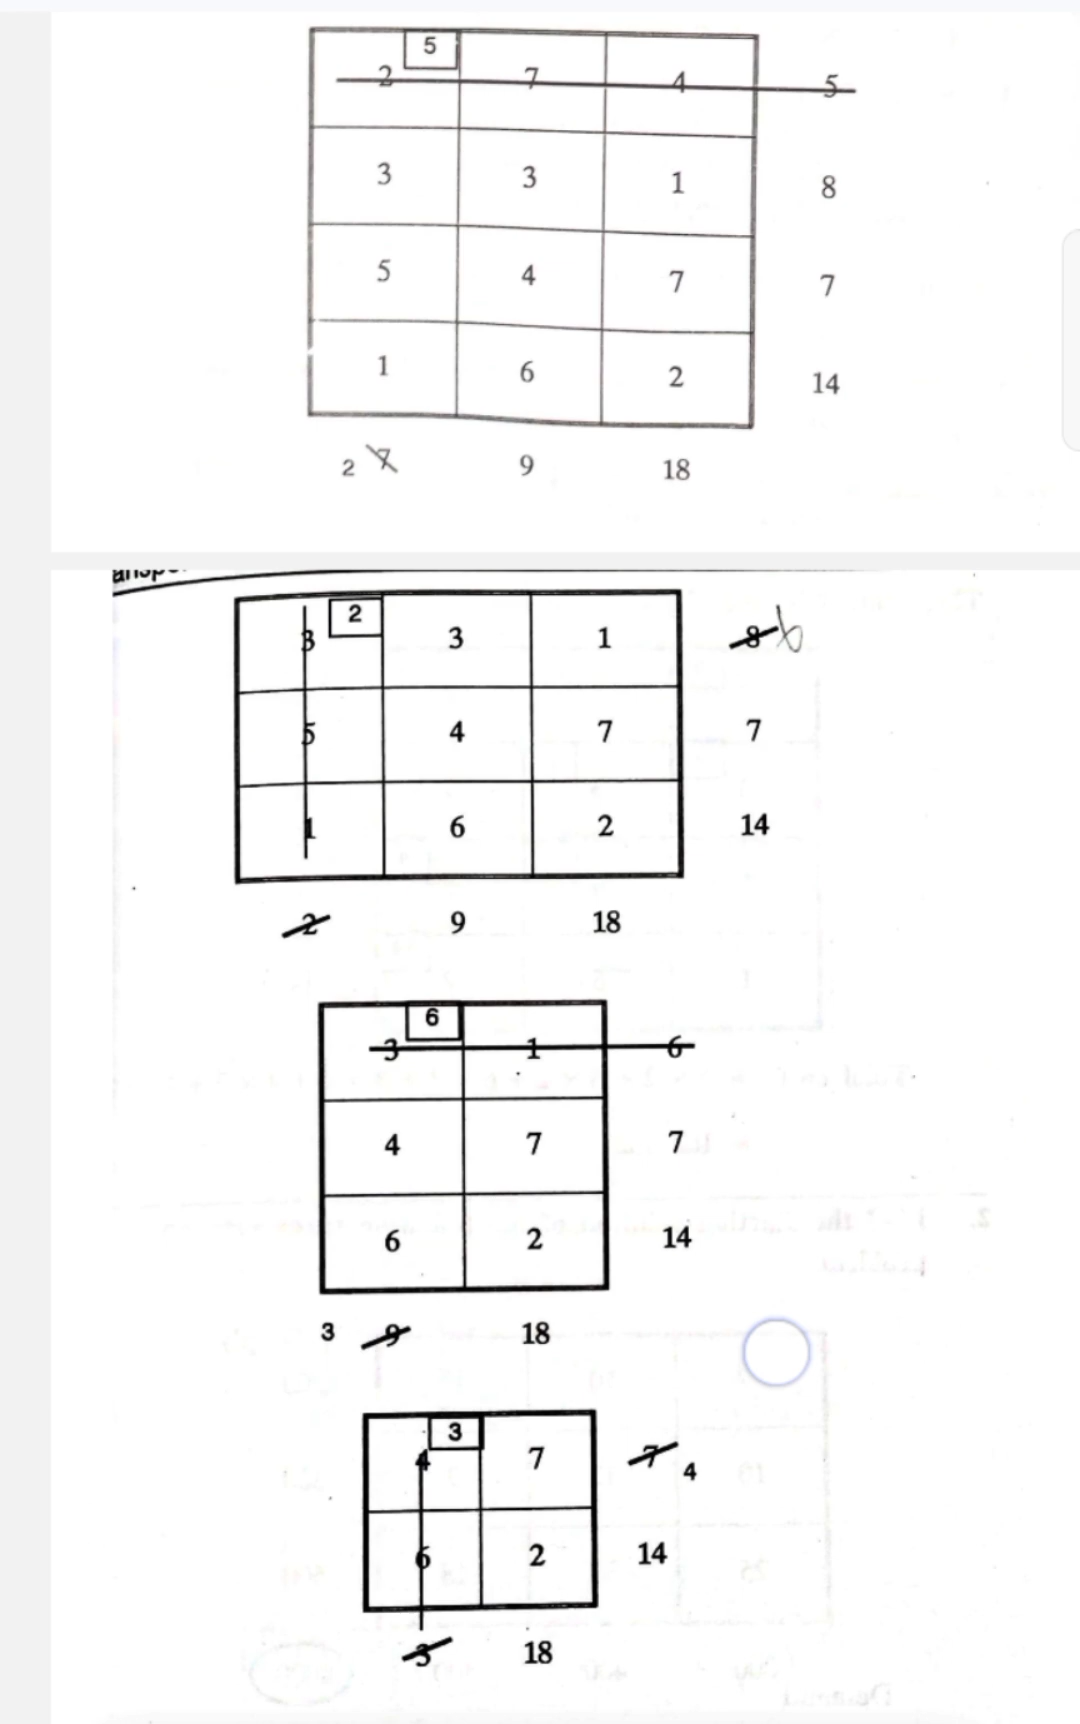 5
2 7 4 5
3 3 1 8
5 4 7 7
1 6 2 14
2 7 9 18
2
3 3 1 8 6
5 4 7 7
1 6 2 14
2 9 18
6
3 1 6
4 7 7
6 2 14
3 9 18
3
4 7 7 4
6 2 14
3 18